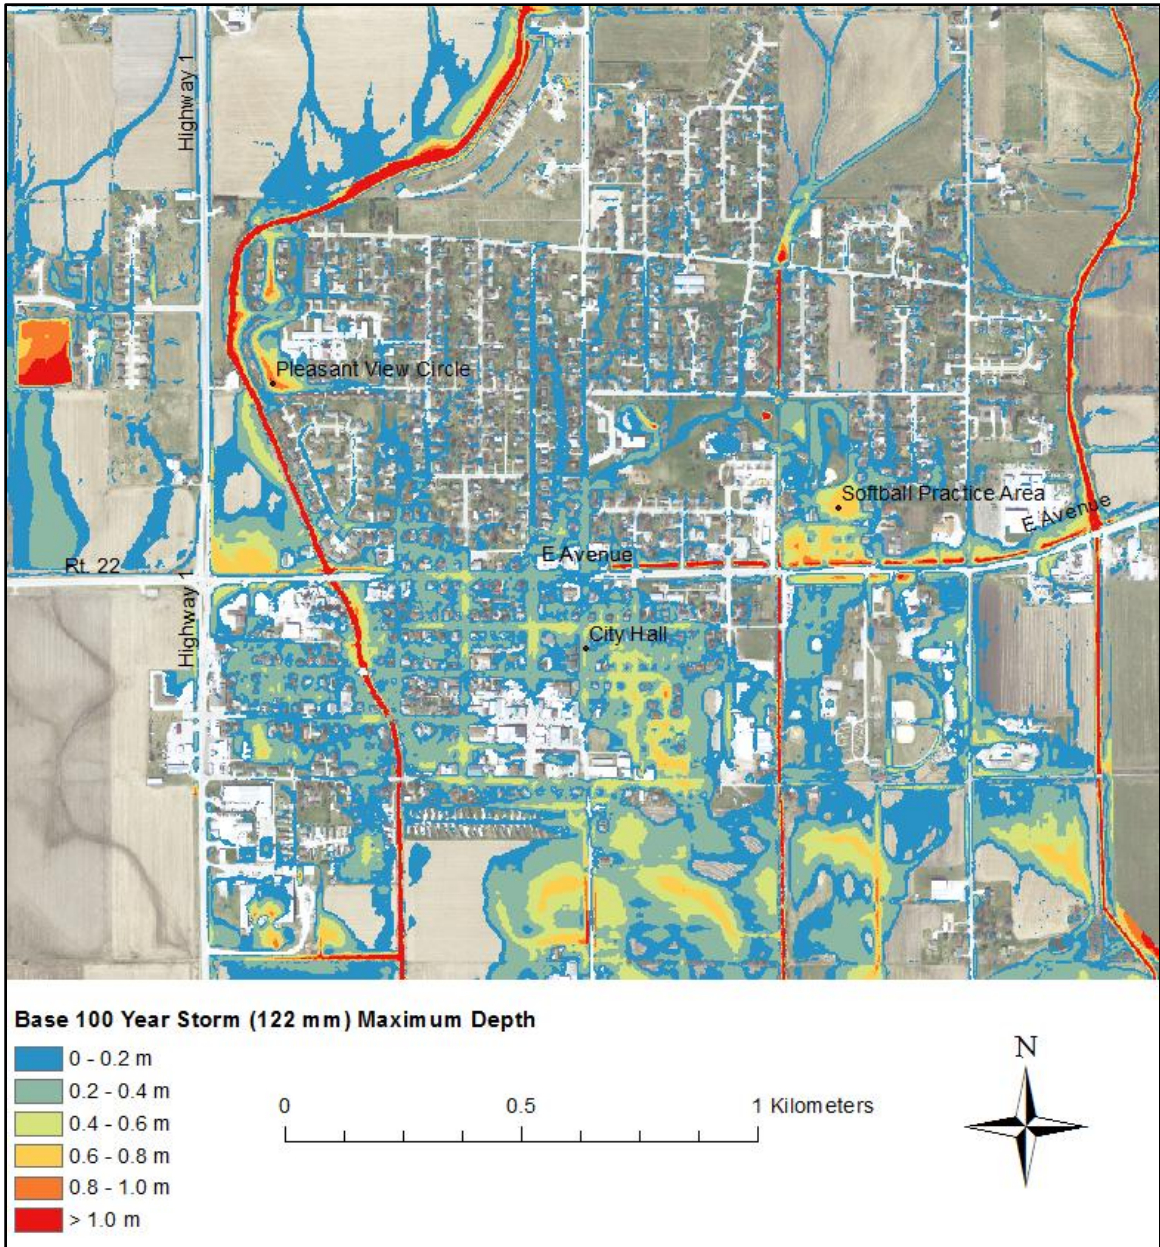 Highway 1
Pleasant View Circle
Softball Practice Area
E Avenue
E Avenue
Rt. 22
Highway 1
City Hall
Base 100 Year Storm (122 mm) Maximum Depth
0 - 0.2 m
0.2 - 0.4 m
0.4 - 0.6 m
0.6 - 0.8 m
0.8 - 1.0 m
> 1.0 m
0 0.5 1 Kilometers
N